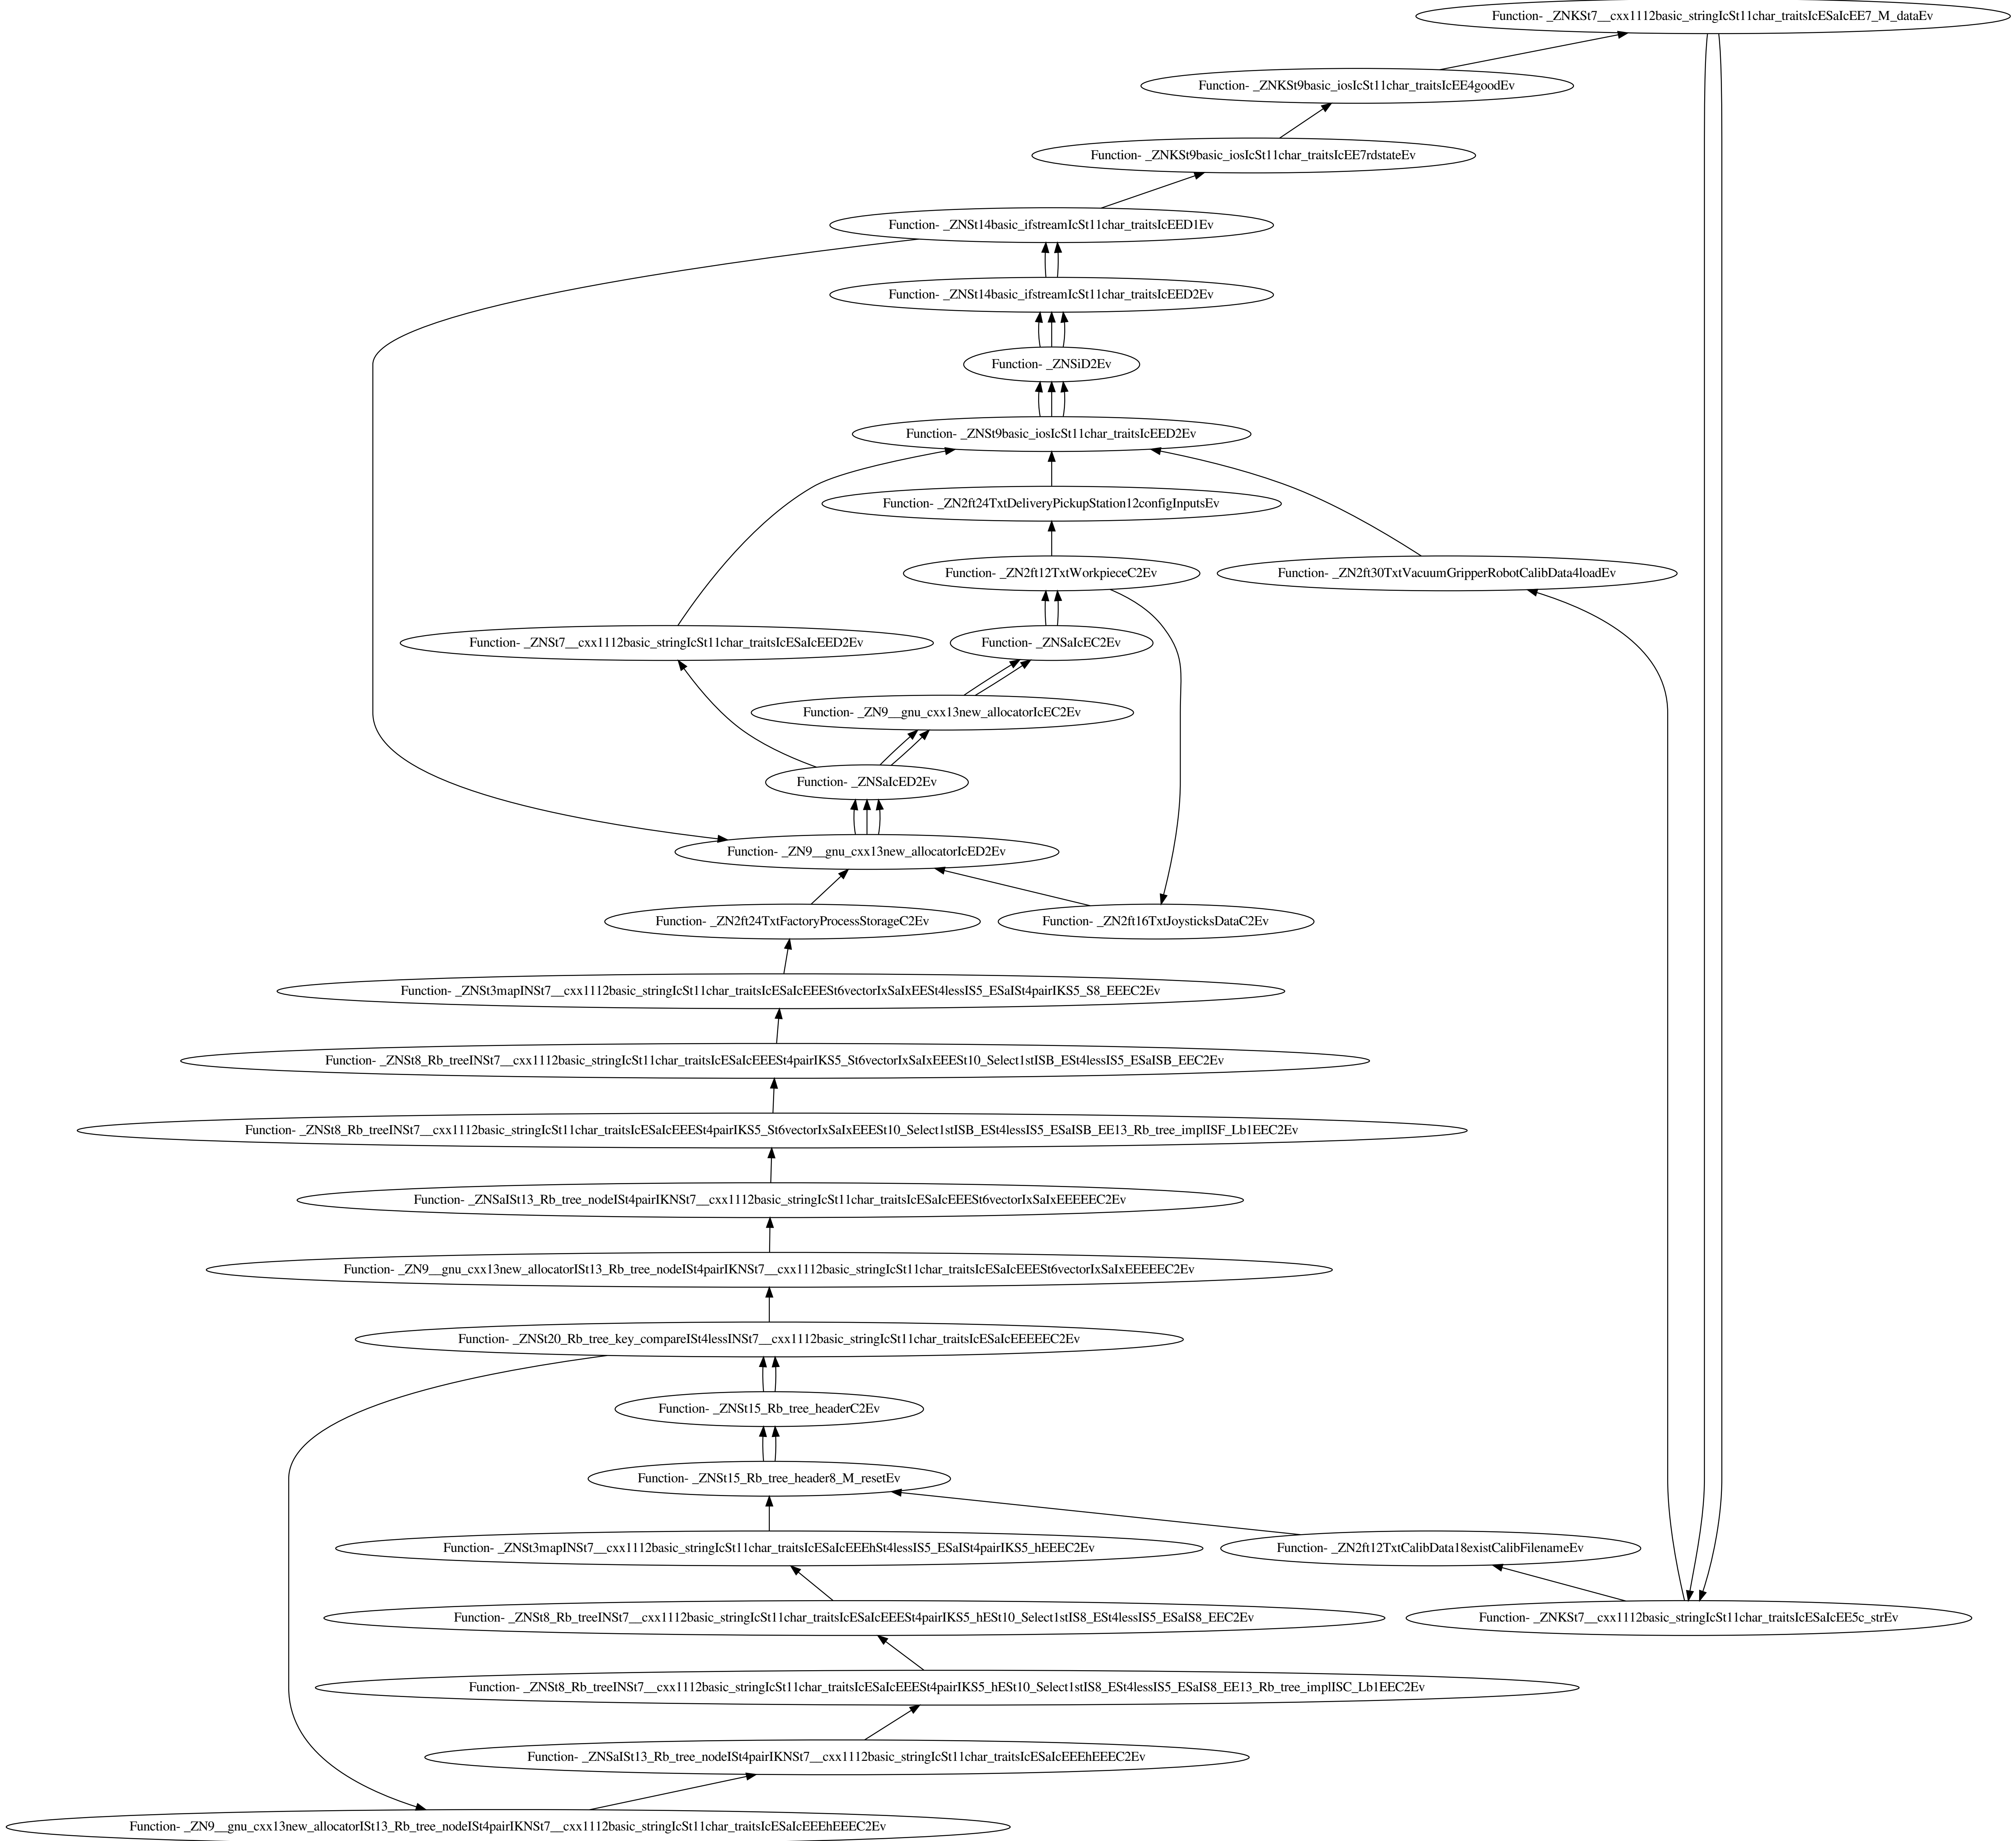 Function- _ZNKSt7__cxx1112basic_stringIcSt11char_traitsIcESaIcEE7_M_dataEv
Function- _ZNKSt9basic_iosIcSt11char_traitsIcEE4goodEv
Function- _ZNKSt9basic_iosIcSt11char_traitsIcEE7rdstateEv
Function- _ZNSt14basic_ifstreamIcSt11char_traitsIcEED1Ev
Function- _ZNSt14basic_ifstreamIcSt11char_traitsIcEED2Ev
Function- _ZNSiD2Ev
Function- _ZNSt9basic_iosIcSt11char_traitsIcEED2Ev
Function- _ZN2ft24TxtDeliveryPickupStation12configInputsEv
Function- _ZN2ft12TxtWorkpieceC2Ev
Function- _ZN2ft30TxtVacuumGripperRobotCalibData4loadEv
Function- _ZNSt7__cxx1112basic_stringIcSt11char_traitsIcESaIcEED2Ev
Function- _ZNSaIcEC2Ev
Function- _ZN9__gnu_cxx13new_allocatorIcEC2Ev
Function- _ZNSaIcED2Ev
Function- _ZN9__gnu_cxx13new_allocatorIcED2Ev
Function- _ZN2ft24TxtFactoryProcessStorageC2Ev
Function- _ZN2ft16TxtJoysticksDataC2Ev
Function- _ZNSt3mapINSt7__cxx1112basic_stringIcSt11char_traitsIcESaIcEEESt6vectorIxSaIxEESt4lessIS5_ESaISt4pairIKS5_S8_EEEC2Ev
Function- _ZNSt8_Rb_treeINSt7__cxx1112basic_stringIcSt11char_traitsIcESaIcEEESt4pairIKS5_St6vectorIxSaIxEEESt10_Select1stISB_ESt4lessIS5_ESaISB_EEC2Ev
Function- _ZNSt8_Rb_treeINSt7__cxx1112basic_stringIcSt11char_traitsIcESaIcEEESt4pairIKS5_St6vectorIxSaIxEEESt10_Select1stISB_ESt4lessIS5_ESaISB_EE13_Rb_tree_implISF_Lb1EEC2Ev
Function- _ZNSaISt13_Rb_tree_nodeISt4pairIKNSt7__cxx1112basic_stringIcSt11char_traitsIcESaIcEEESt6vectorIxSaIxEEEEEC2Ev
Function- _ZN9__gnu_cxx13new_allocatorISt13_Rb_tree_nodeISt4pairIKNSt7__cxx1112basic_stringIcSt11char_traitsIcESaIcEEESt6vectorIxSaIxEEEEEC2Ev
Function- _ZNSt20_Rb_tree_key_compareISt4lessINSt7__cxx1112basic_stringIcSt11char_traitsIcESaIcEEEEEC2Ev
Function- _ZNSt15_Rb_tree_headerC2Ev
Function- _ZNSt15_Rb_tree_header8_M_resetEv
Function- _ZNSt3mapINSt7__cxx1112basic_stringIcSt11char_traitsIcESaIcEEEhSt4lessIS5_ESaISt4pairIKS5_hEEEC2Ev
Function- _ZN2ft12TxtCalibData18existCalibFilenameEv
Function- _ZNSt8_Rb_treeINSt7__cxx1112basic_stringIcSt11char_traitsIcESaIcEEESt4pairIKS5_hESt10_Select1stIS8_ESt4lessIS5_ESaIS8_EEC2Ev
Function- _ZNKSt7__cxx1112basic_stringIcSt11char_traitsIcESaIcEE5c_strEv
Function- _ZNSt8_Rb_treeINSt7__cxx1112basic_stringIcSt11char_traitsIcESaIcEEESt4pairIKS5_hESt10_Select1stIS8_ESt4lessIS5_ESaIS8_EE13_Rb_tree_implISC_Lb1EEC2Ev
Function- _ZNSaISt13_Rb_tree_nodeISt4pairIKNSt7__cxx1112basic_stringIcSt11char_traitsIcESaIcEEEhEEEC2Ev
Function- _ZN9__gnu_cxx13new_allocatorISt13_Rb_tree_nodeISt4pairIKNSt7__cxx1112basic_stringIcSt11char_traitsIcESaIcEEEhEEEC2Ev